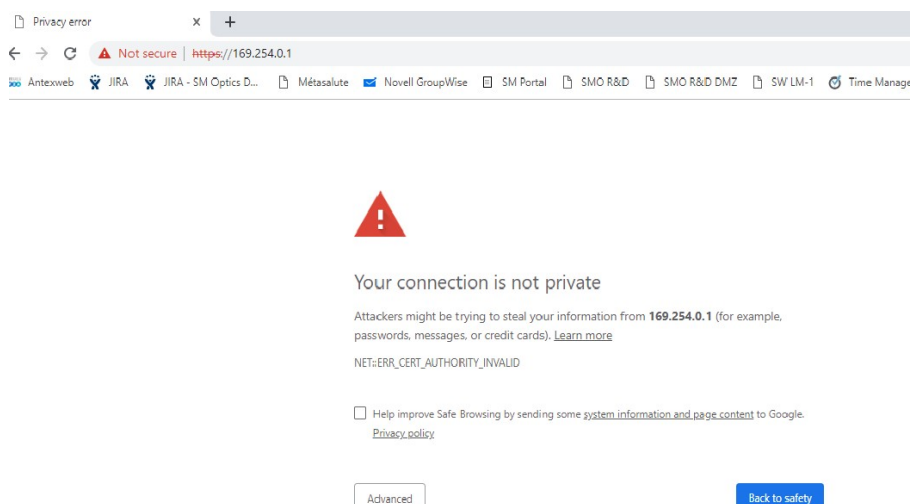 Privacy error
Not secure | https://169.254.0.1
Antexweb JIRA JIRA - SM Optics D... Métasalute Novell GroupWise SM Portal SMO R&D SMO R&D DMZ SW LM-1 Time Manage
Your connection is not private
Attackers might be trying to steal your information from 169.254.0.1 (for example,
passwords, messages, or credit cards). Learn more
NET::ERR_CERT_AUTHORITY_INVALID
Help improve Safe Browsing by sending some system information and page content to Google.
Privacy policy
Advanced
Back to safety